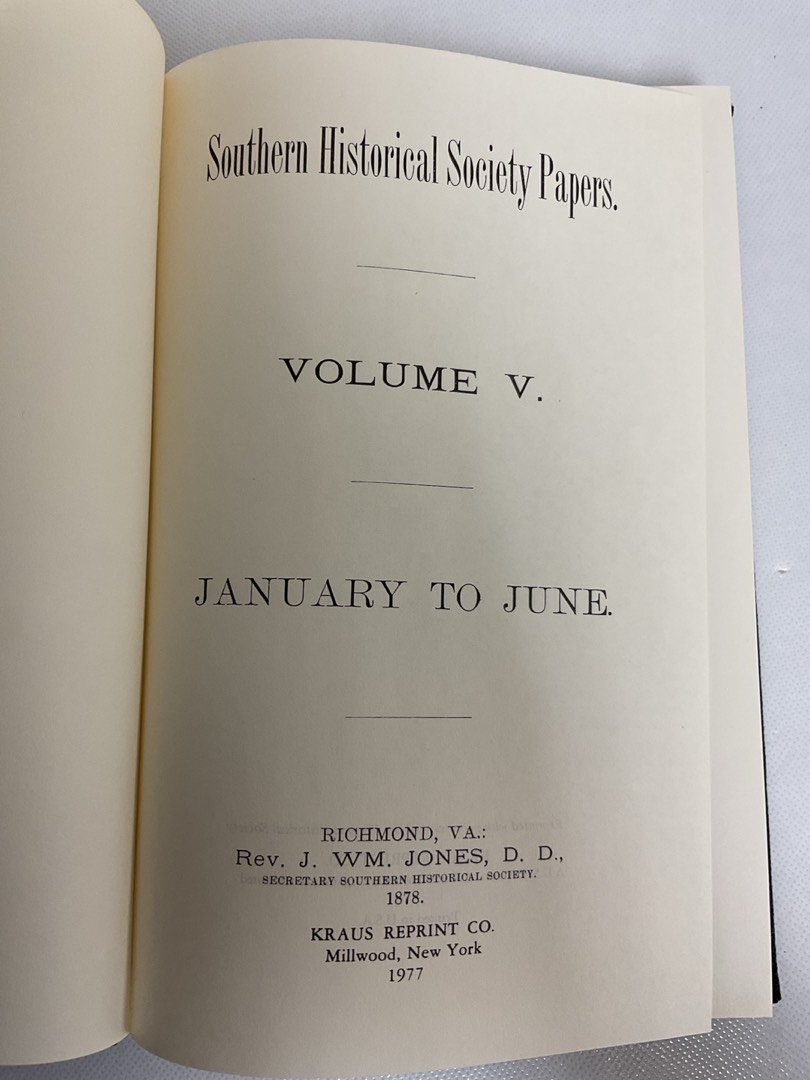 Southern Historical Society Papers.
VOLUME V.
JANUARY TO JUNE.
RICHMOND, VA.:
Rev. J. WM. JONES, D. D.,
SECRETARY SOUTHERN HISTORICAL SOCIETY.
1878.
KRAUS REPRINT CO.
Millwood, New York
1977